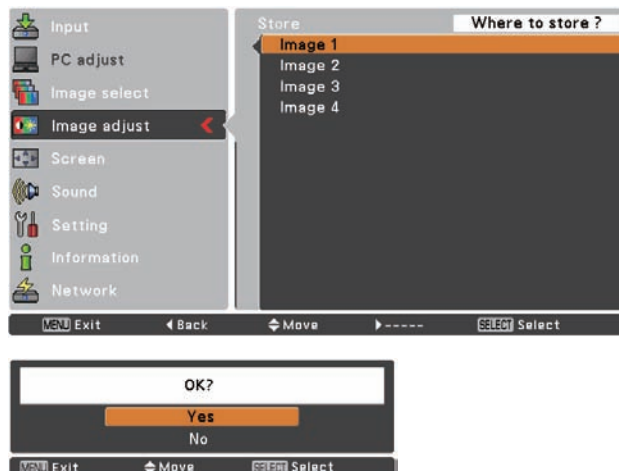 Input
PC adjust
Image select
Image adjust
Screen
Sound
Setting
Information
Network
Store
Where to store ?
Image 1
Image 2
Image 3
Image 4
MENU Exit Back Move ----- SELECT Select
OK?
Yes
No
MENU Exit Move SELECT Select